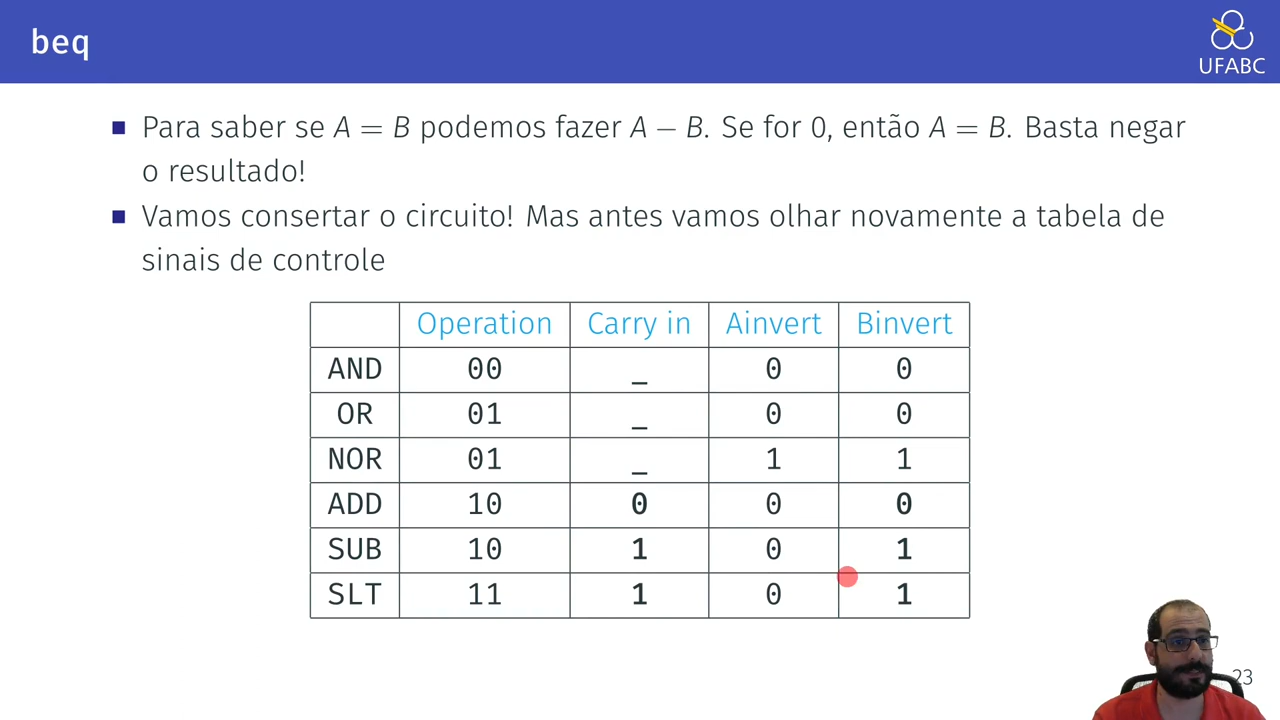 beq
UFABC
Para saber se A = B podemos fazer A − B. Se for 0, então A = B. Basta negar
o resultado!
Vamos consertar o circuito! Mas antes vamos olhar novamente a tabela de
sinais de controle
Operation Carry in Ainvert Binvert
AND 00 _ 0 0
OR 01 _ 0 0
NOR 01 _ 1 1
ADD 10 0 0 0
SUB 10 1 0 1
SLT 11 1 0 1
23